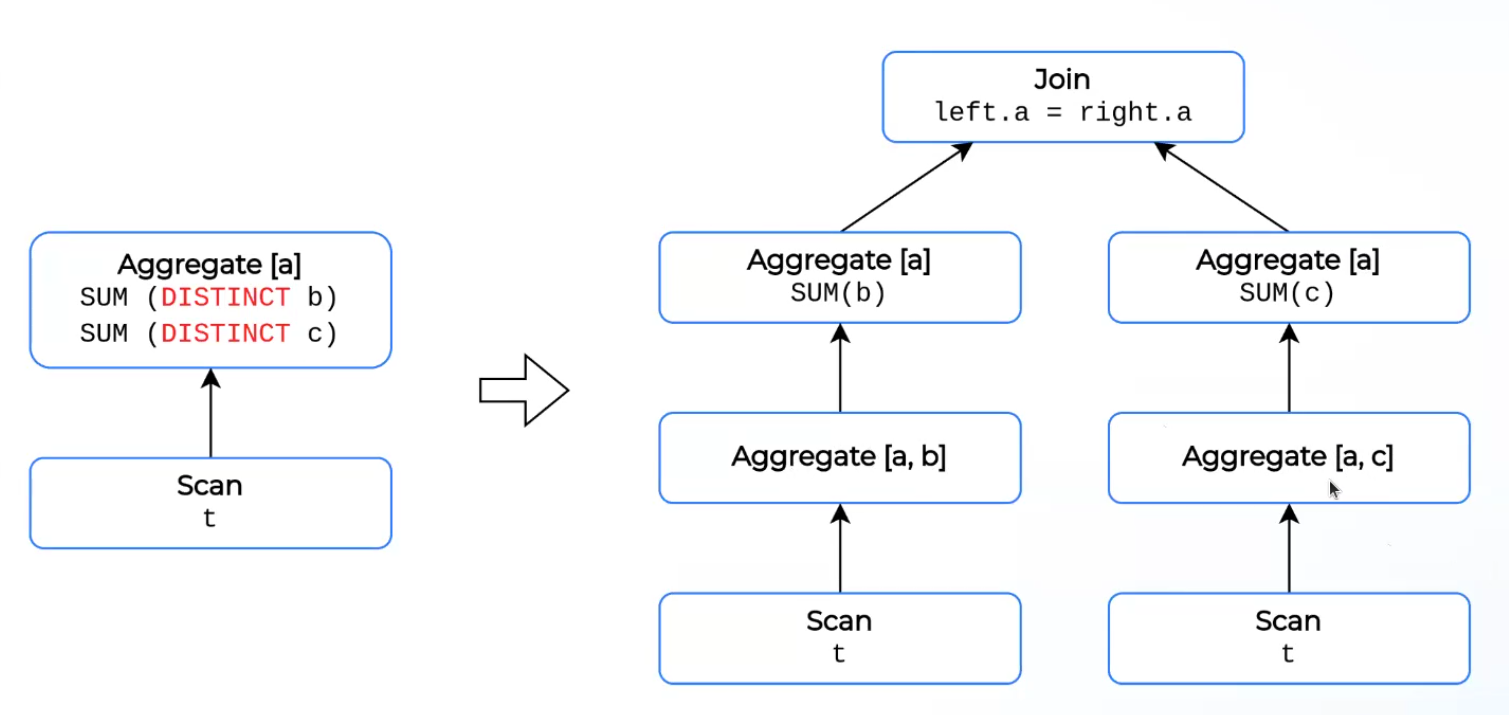 Aggregate [a]
SUM (DISTINCT b)
SUM (DISTINCT c)
Scan
t
Join
left.a = right.a
Aggregate [a]
SUM(b)
Aggregate [a, b]
Scan
t
Aggregate [a]
SUM(c)
Aggregate [a, c]
Scan
t